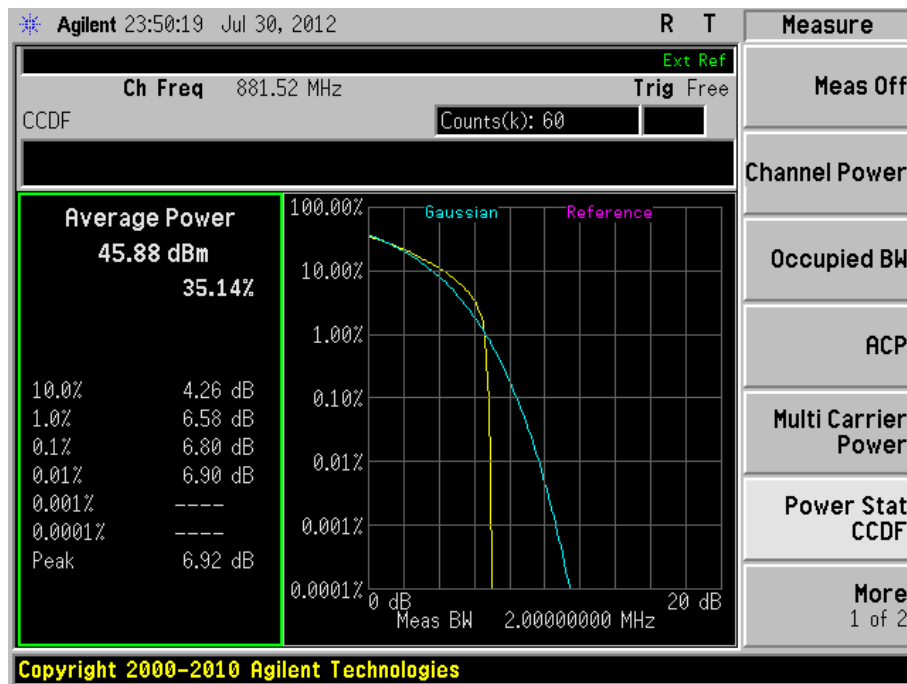 Agilent 23:50:19 Jul 30, 2012 R T
Measure
Ext Ref
Ch Freq 881.52 MHz Trig Free
CCDF
Counts(k): 60
Meas Off
Channel Power
Occupied BW
ACP
Multi Carrier
Power
Power Stat
CCDF
More
1 of 2
Average Power
45.88 dBm
35.14%
10.0% 4.26 dB
1.0% 6.58 dB
0.1% 6.80 dB
0.01% 6.90 dB
0.001% ----
0.0001% ----
Peak 6.92 dB
Gaussian Reference
100.00%
10.00%
1.00%
0.10%
0.01%
0.001%
0.0001%
0 dB 20 dB
Meas BW 2.00000000 MHz
Copyright 2000-2010 Agilent Technologies